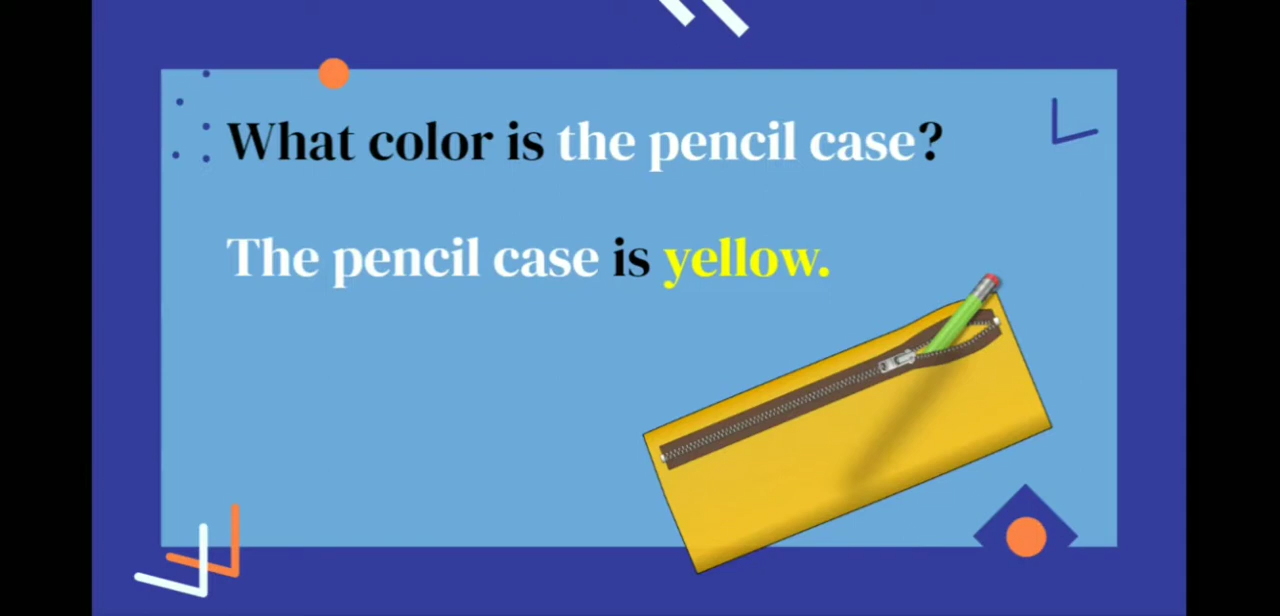 What color is the pencil case?
The pencil case is yellow.